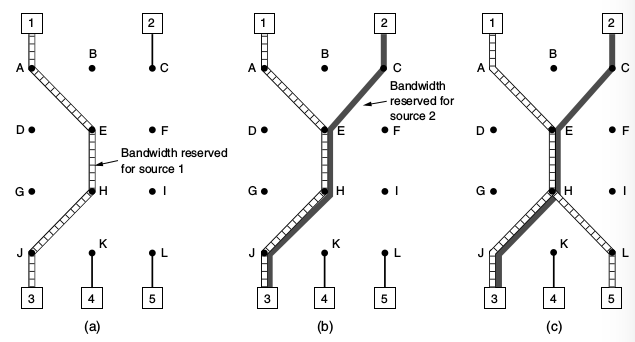 1 2 1 2 1 2
A B C A B C A B C
Bandwidth
reserved for
source 2
D E F D E F D E F
Bandwidth reserved
for source 1
G H I G H I G H I
J K L J K L J K L
3 4 5 3 4 5 3 4 5
(a) (b) (c)